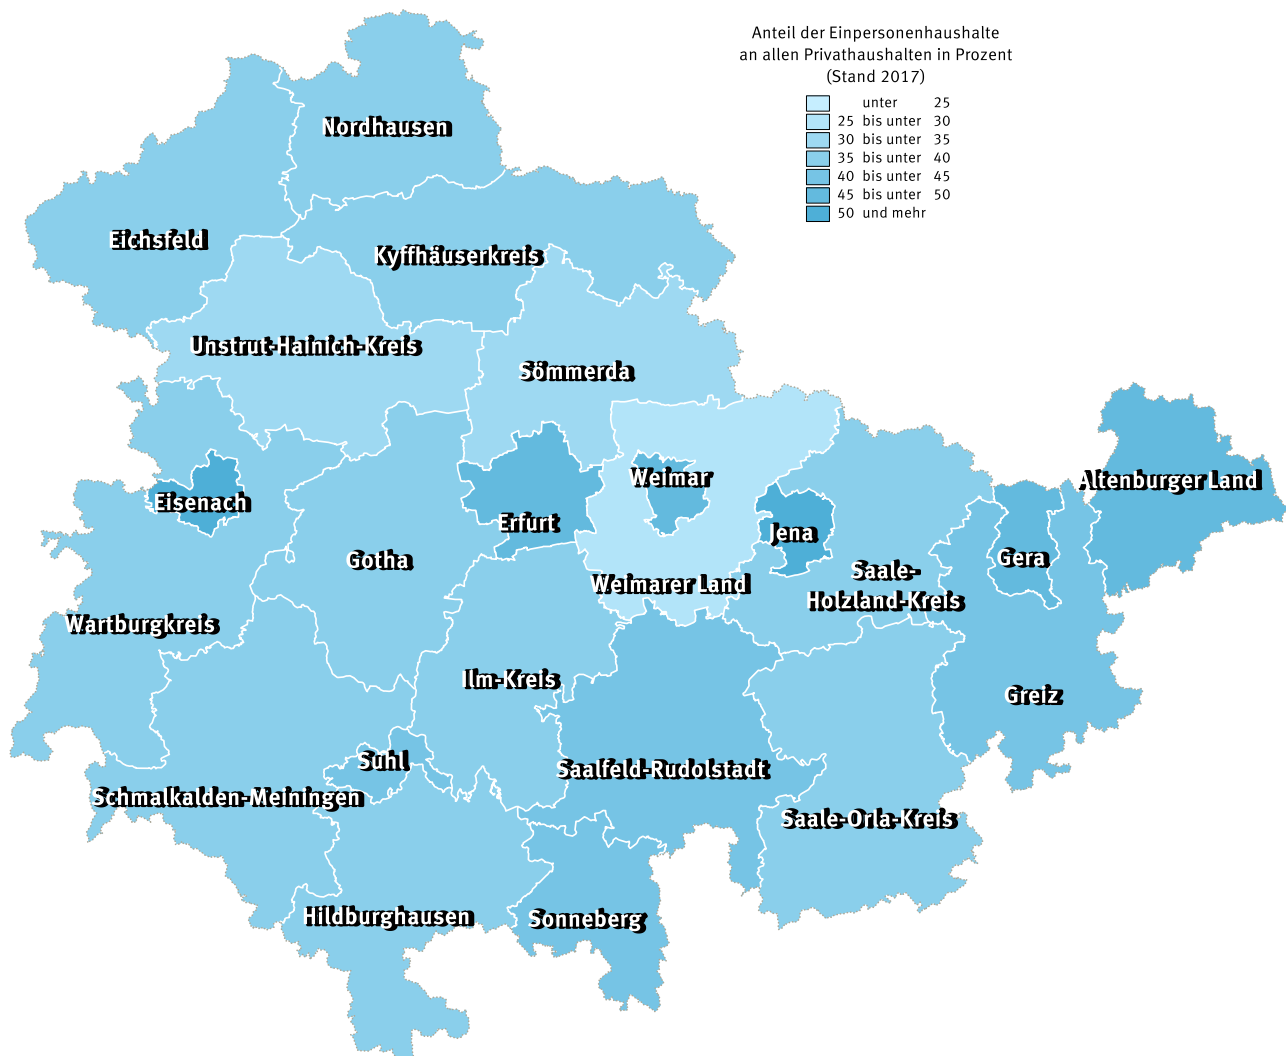 Anteil der Einpersonenhaushalte
an allen Privathaushalten in Prozent
(Stand 2017)
unter 25
25 bis unter 30
30 bis unter 35
35 bis unter 40
40 bis unter 45
45 bis unter 50
50 und mehr
Nordhausen
Eichsfeld
Kyffhäuserkreis
Unstrut-Hainich-Kreis
Sömmerda
Weimar
Altenburger Land
Eisenach
Erfurt
Jena
Gotha
Gera
Weimarer Land
Saale-
Holzland-Kreis
Wartburgkreis
Ilm-Kreis
Greiz
Suhl
Saalfeld-Rudolstadt
Schmalkalden-Meiningen
Saale-Orla-Kreis
Hildburghausen
Sonneberg